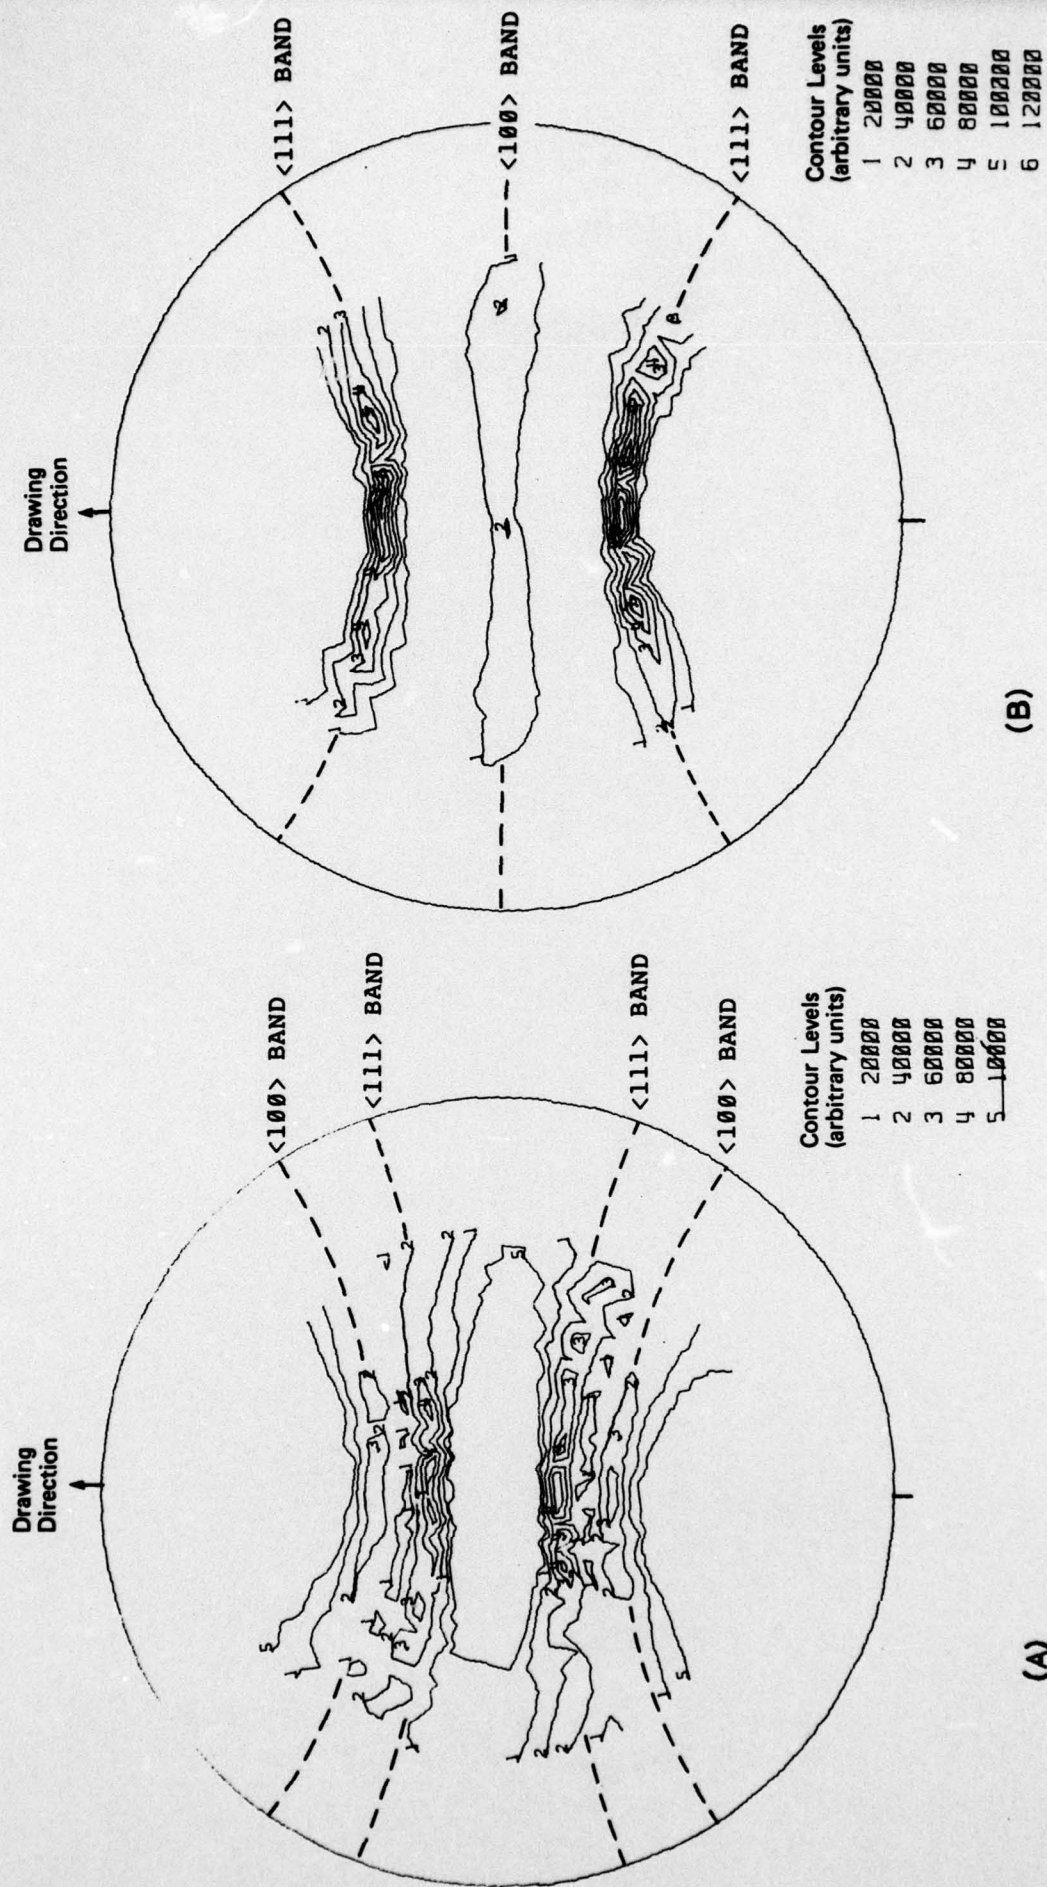 Drawing
Direction
<100> BAND
<111> BAND
<111> BAND
<100> BAND
Contour Levels
(arbitrary units)
1 20000
2 40000
3 60000
4 80000
5 10000
(A)
Drawing
Direction
<111> BAND
<100> BAND
<111> BAND
Contour Levels
(arbitrary units)
1 20000
2 40000
3 60000
4 80000
5 100000
6 120000
(B)